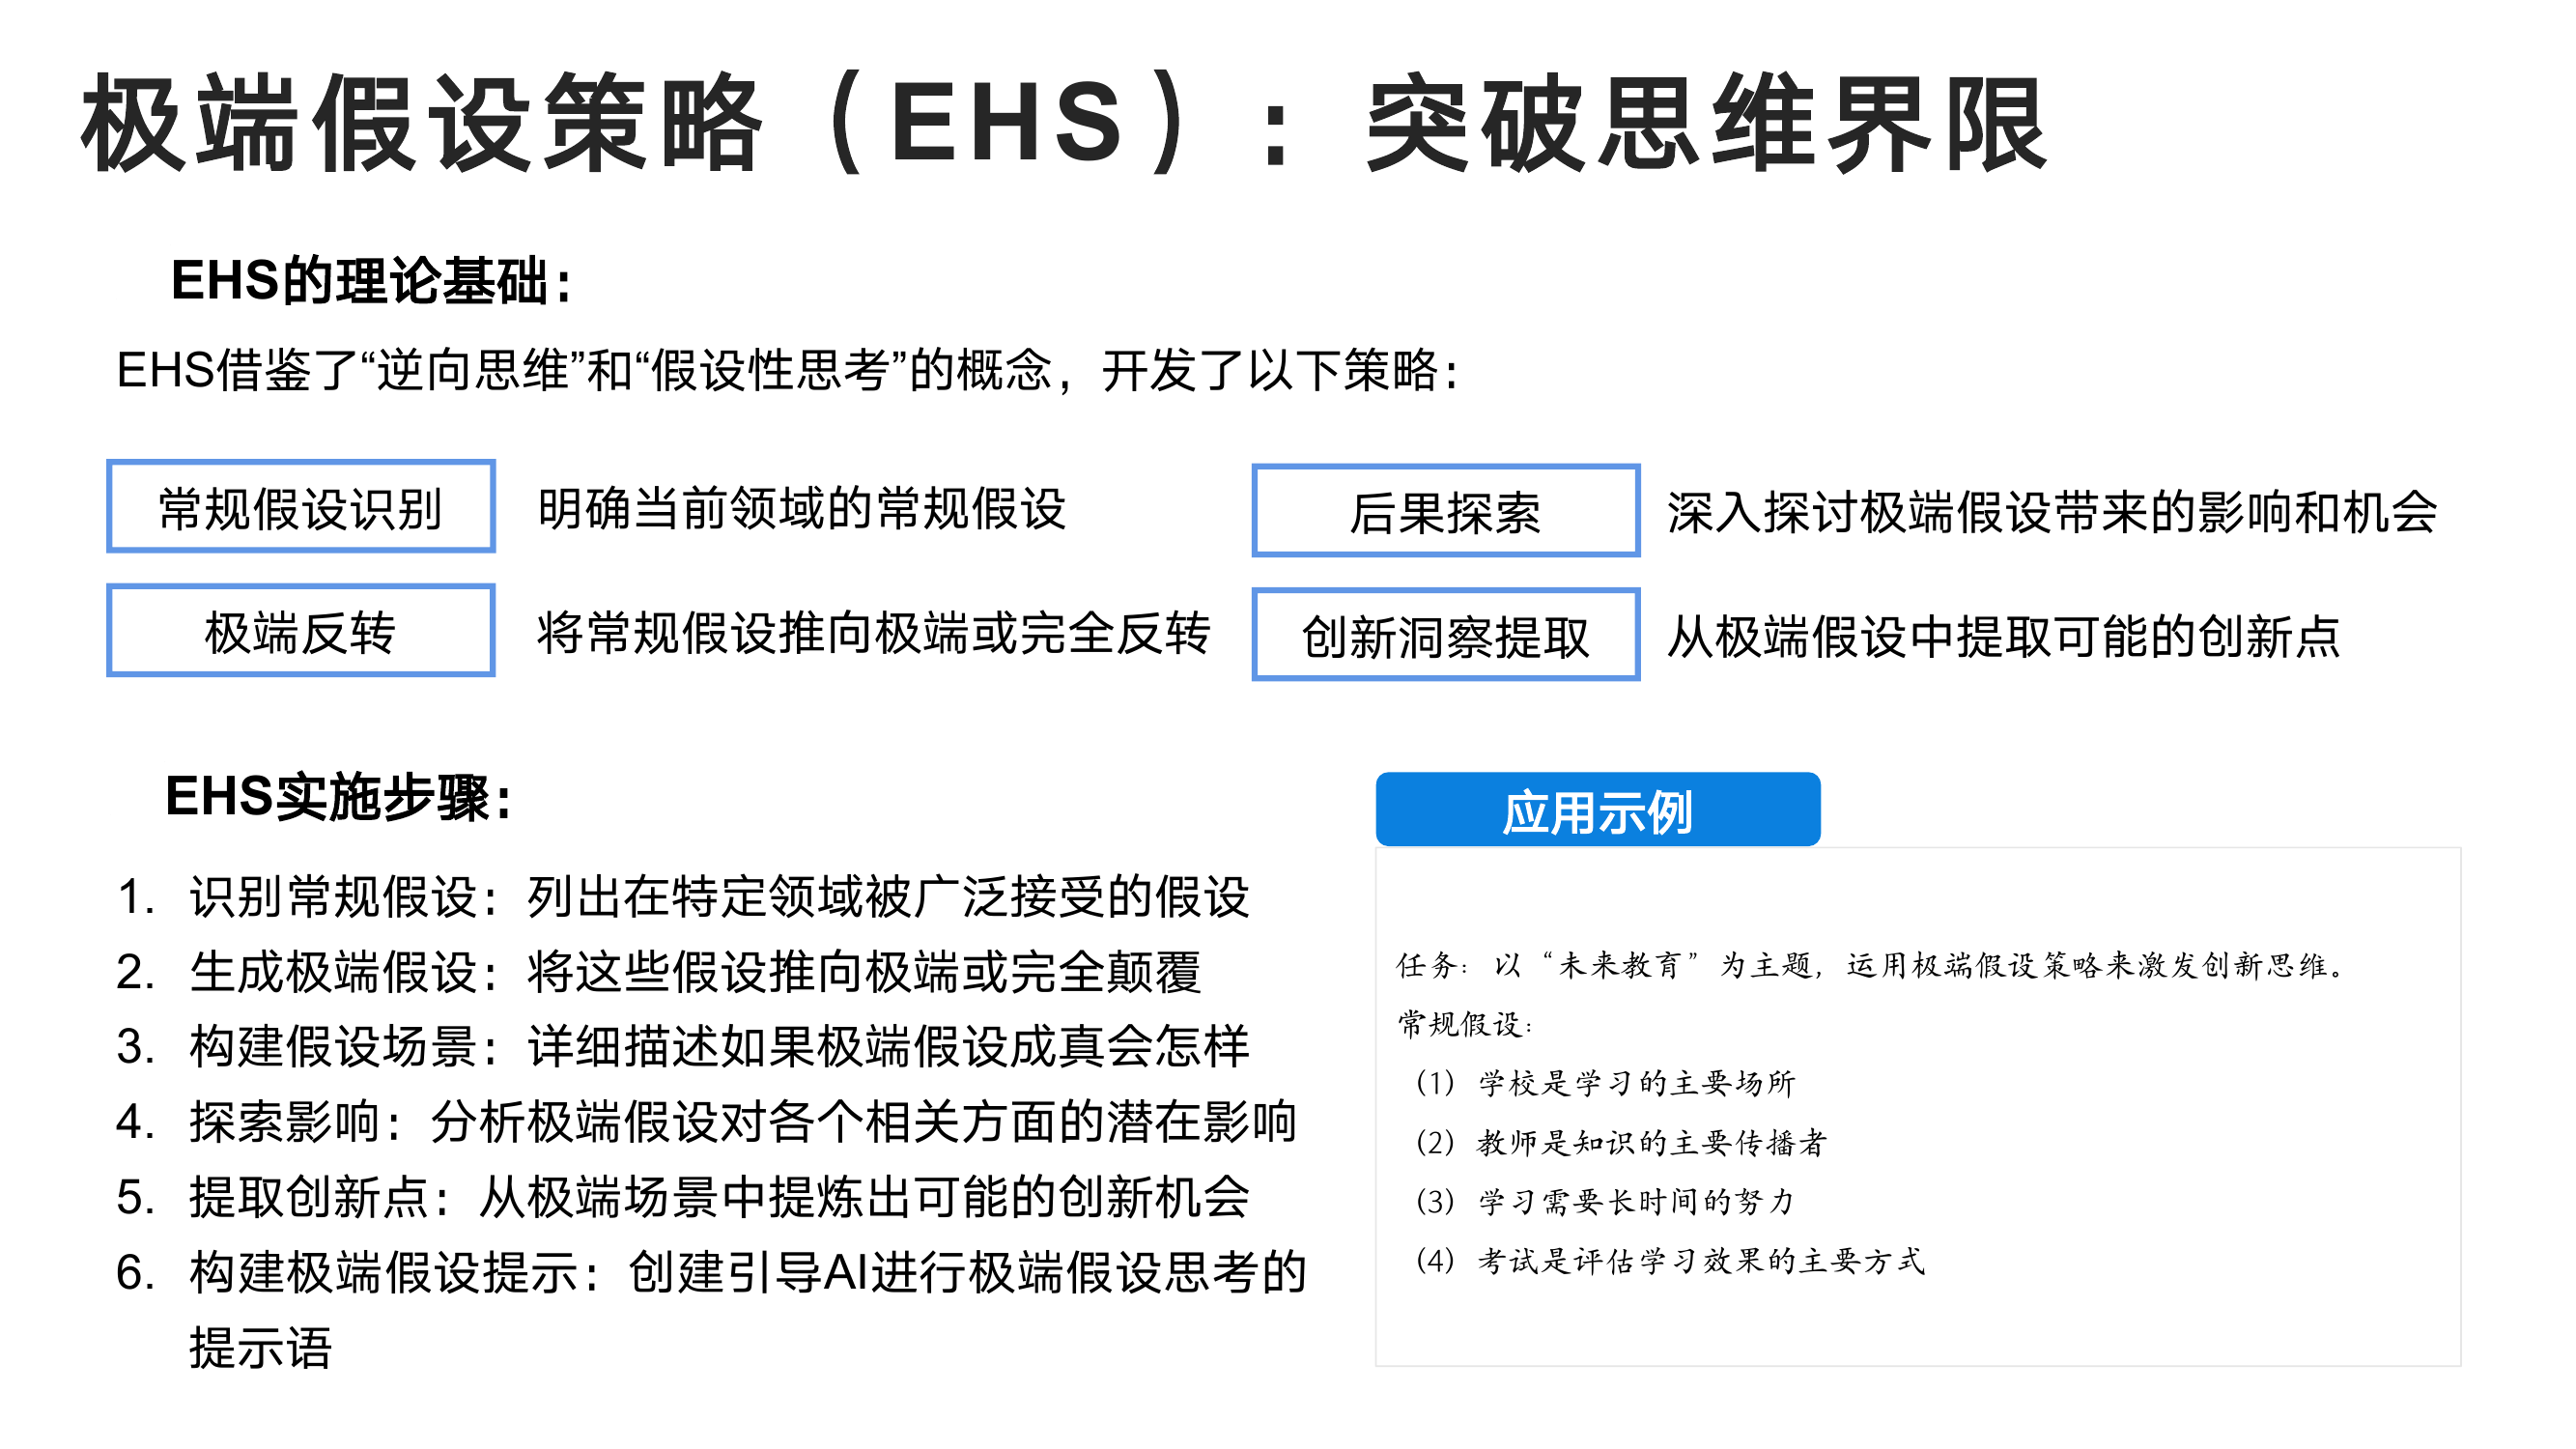 极端假设策略（EHS）：突破思维界限
EHS的理论基础：
EHS借鉴了“逆向思维”和“假设性思考”的概念，开发了以下策略：
常规假设识别
明确当前领域的常规假设
后果探索
深入探讨极端假设带来的影响和机会
极端反转
将常规假设推向极端或完全反转
创新洞察提取
从极端假设中提取可能的创新点
EHS实施步骤：
1. 识别常规假设：列出在特定领域被广泛接受的假设
2. 生成极端假设：将这些假设推向极端或完全颠覆
3. 构建假设场景：详细描述如果极端假设成真会怎样
4. 探索影响：分析极端假设对各个相关方面的潜在影响
5. 提取创新点：从极端场景中提炼出可能的创新机会
6. 构建极端假设提示：创建引导AI进行极端假设思考的
提示语
应用示例
任务：以“未来教育”为主题，运用极端假设策略来激发创新思维。
常规假设：
（1）学校是学习的主要场所
（2）教师是知识的主要传播者
（3）学习需要长时间的努力
（4）考试是评估学习效果的主要方式